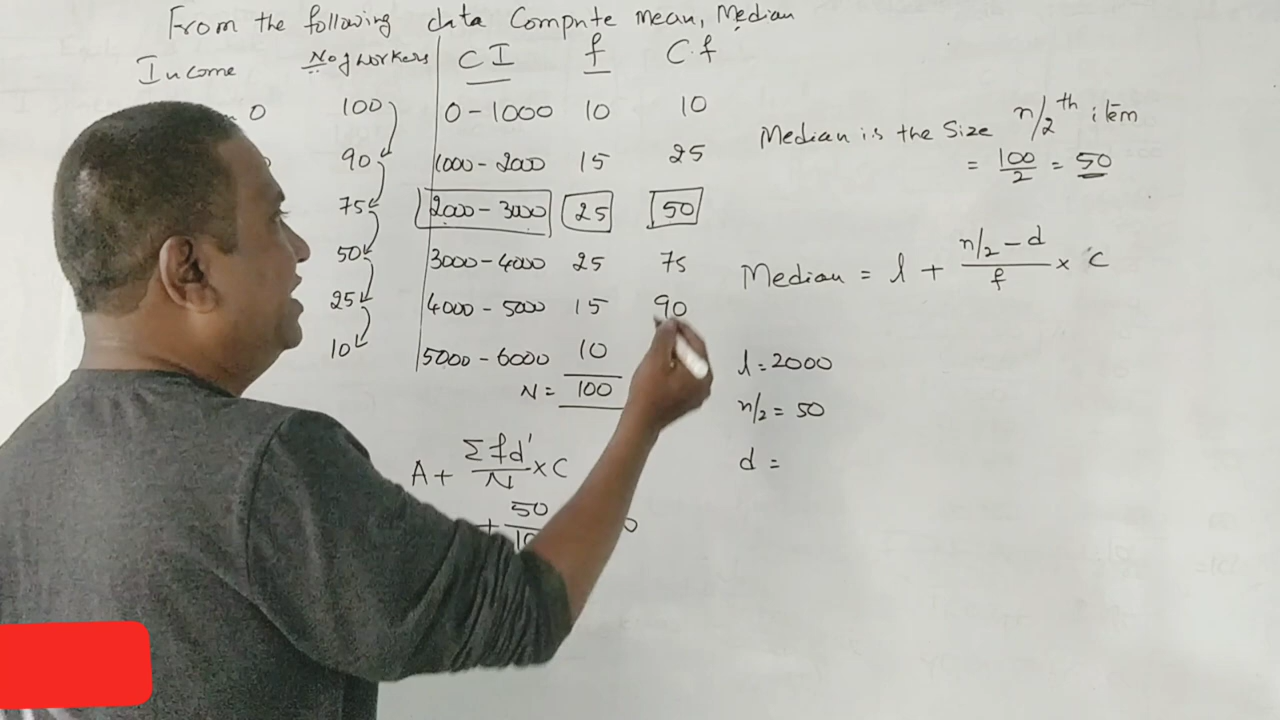 From the following data Compute Mean, Median
Income No of workers C I f C.f
0 100 0 - 1000 10 10
90 1000 - 2000 15 25
75 2000 - 3000 25 50
50 3000 - 4000 25 75
25 4000 - 5000 15 90
10 5000 - 6000 10
N = 100
A + Σfd'/N × C
+ 50
0
Median is the Size n/2 th item
= 100/2 = 50
Median = l + n/2 - d / f × C
l = 2000
n/2 = 50
d =